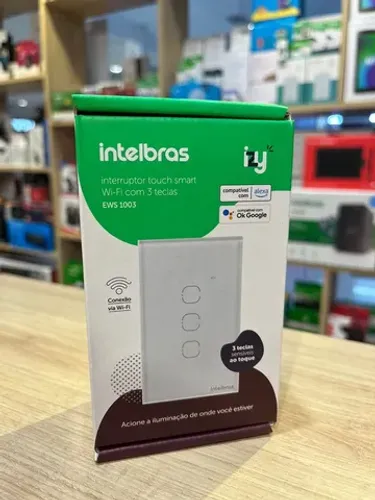 intelbras
izy
interruptor touch smart
Wi-Fi com 3 teclas
EWS 1003
compatível com
alexa
compatível com
Ok Google
Conexão
via Wi-Fi
3 teclas
sensíveis
ao toque
intelbras
Acione a iluminação de onde você estiver